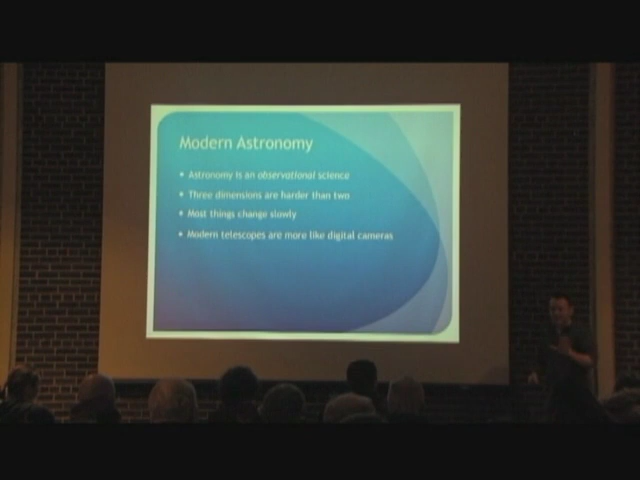 Modern Astronomy
• Astronomy is an observational science
• Three dimensions are harder than two
• Most things change slowly
• Modern telescopes are more like digital cameras